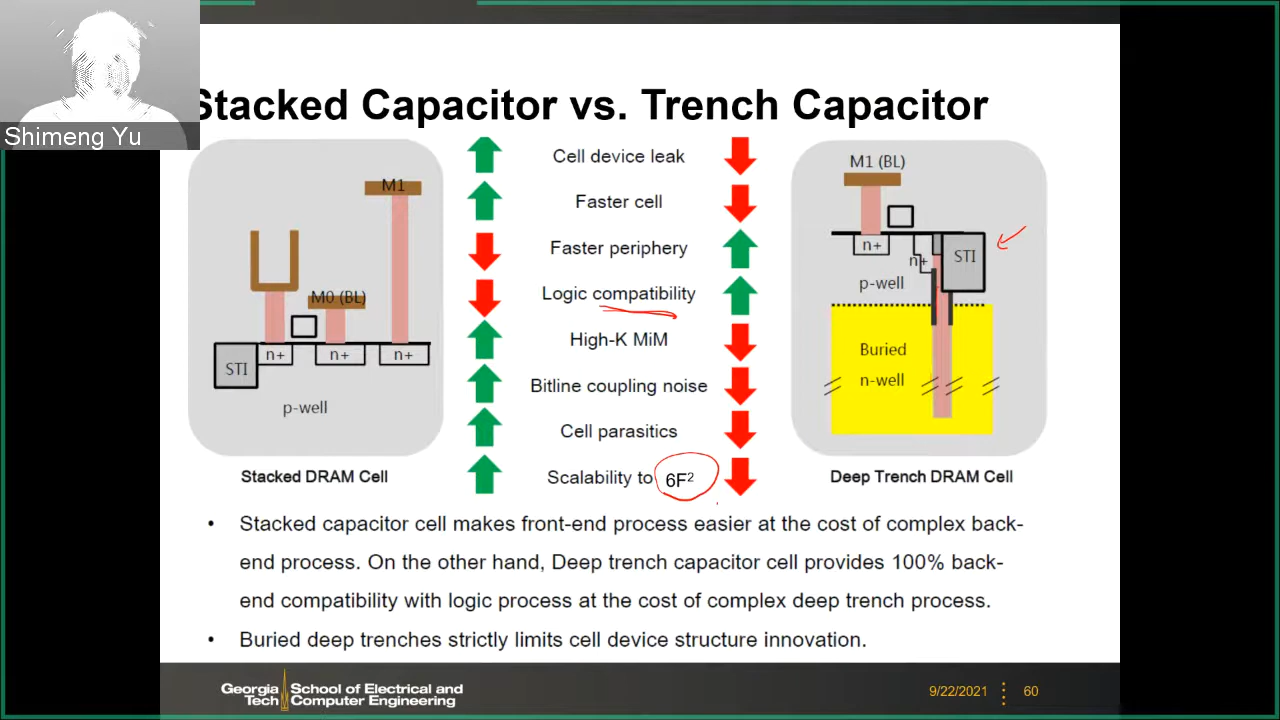 Shimeng Yu
Stacked Capacitor vs. Trench Capacitor
M1
M0 (BL)
n+
n+
n+
STI
p-well
Stacked DRAM Cell
Cell device leak
Faster cell
Faster periphery
Logic compatibility
High-K MiM
Bitline coupling noise
Cell parasitics
Scalability to 6F²
M1 (BL)
n+
n+
STI
p-well
Buried
n-well
Deep Trench DRAM Cell
• Stacked capacitor cell makes front-end process easier at the cost of complex back-
end process. On the other hand, Deep trench capacitor cell provides 100% back-
end compatibility with logic process at the cost of complex deep trench process.
• Buried deep trenches strictly limits cell device structure innovation.
Georgia Tech School of Electrical and Computer Engineering
9/22/2021
60